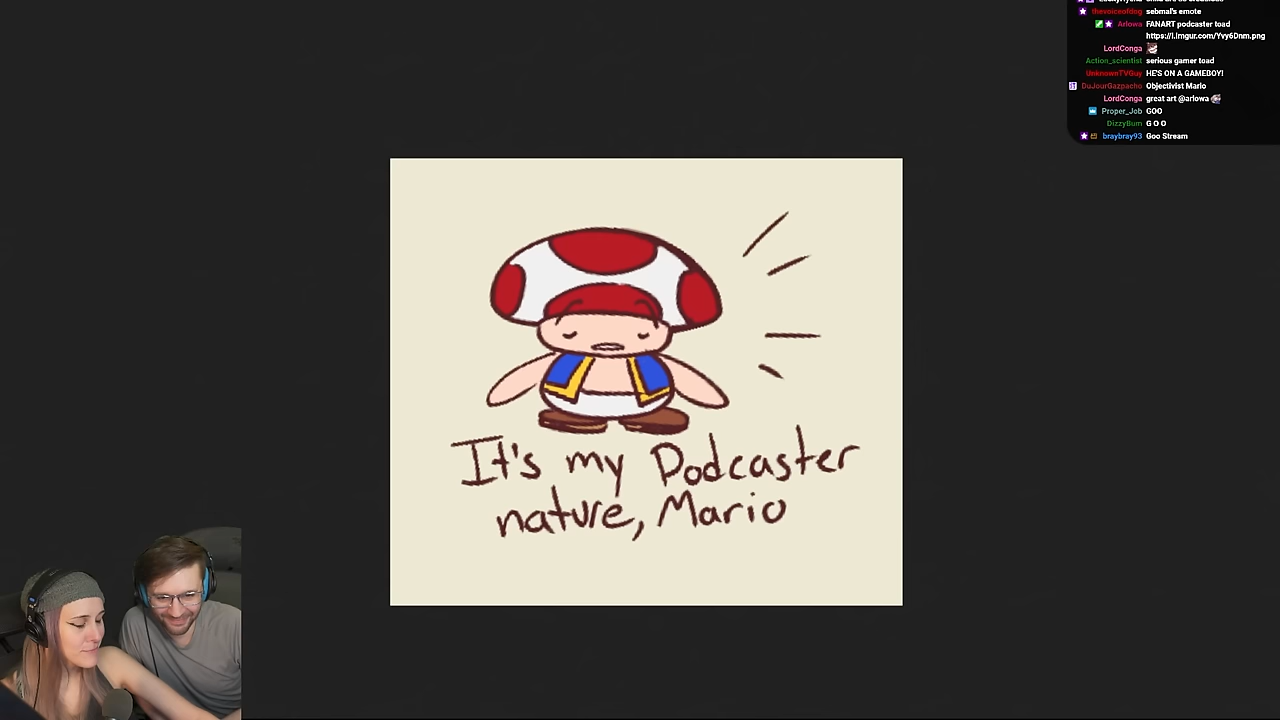 thevoiceofdog sebmal's emote
Arlowa FANART podcaster toad
https://i.imgur.com/Yvy6Dnm.png
LordConga
Action_scientist serious gamer toad
UnknownTVGuy HE'S ON A GAMEBOY!
DuJourGazpacho Objectivist Mario
LordConga great art @arlowa
Proper_Job GOO
DizzyBum G O O
braybray93 Goo Stream
It's my Podcaster
nature, Mario